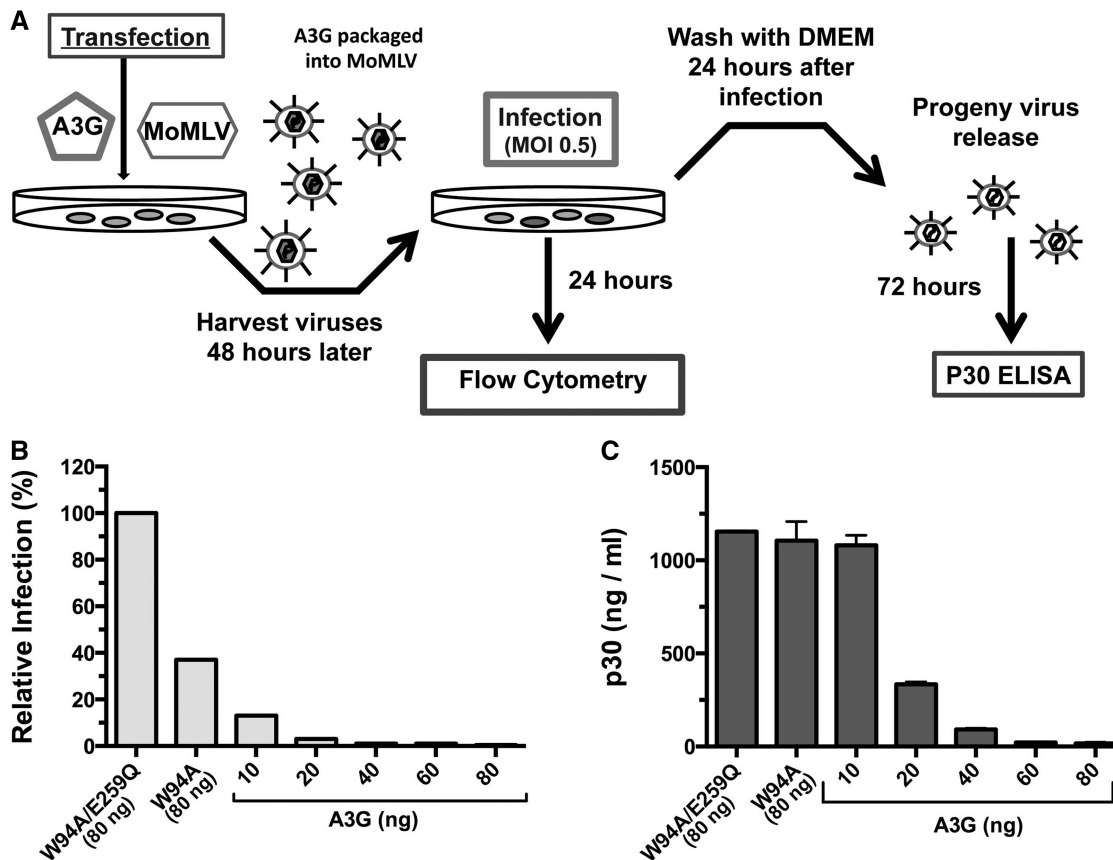 A
Transfection
A3G
MoMLV
A3G packaged
into MoMLV
Harvest viruses
48 hours later
Infection
(MOI 0.5)
24 hours
Flow Cytometry
Wash with DMEM
24 hours after
infection
Progeny virus
release
72 hours
P30 ELISA
B
Relative Infection (%)
120
100
80
60
40
20
0
W94A/E259Q
(80 ng)
W94A
(80 ng)
10
20
40
60
80
A3G (ng)
C
p30 (ng / ml)
1500
1000
500
0
W94A/E259Q
(80 ng)
W94A
(80 ng)
10
20
40
60
80
A3G (ng)